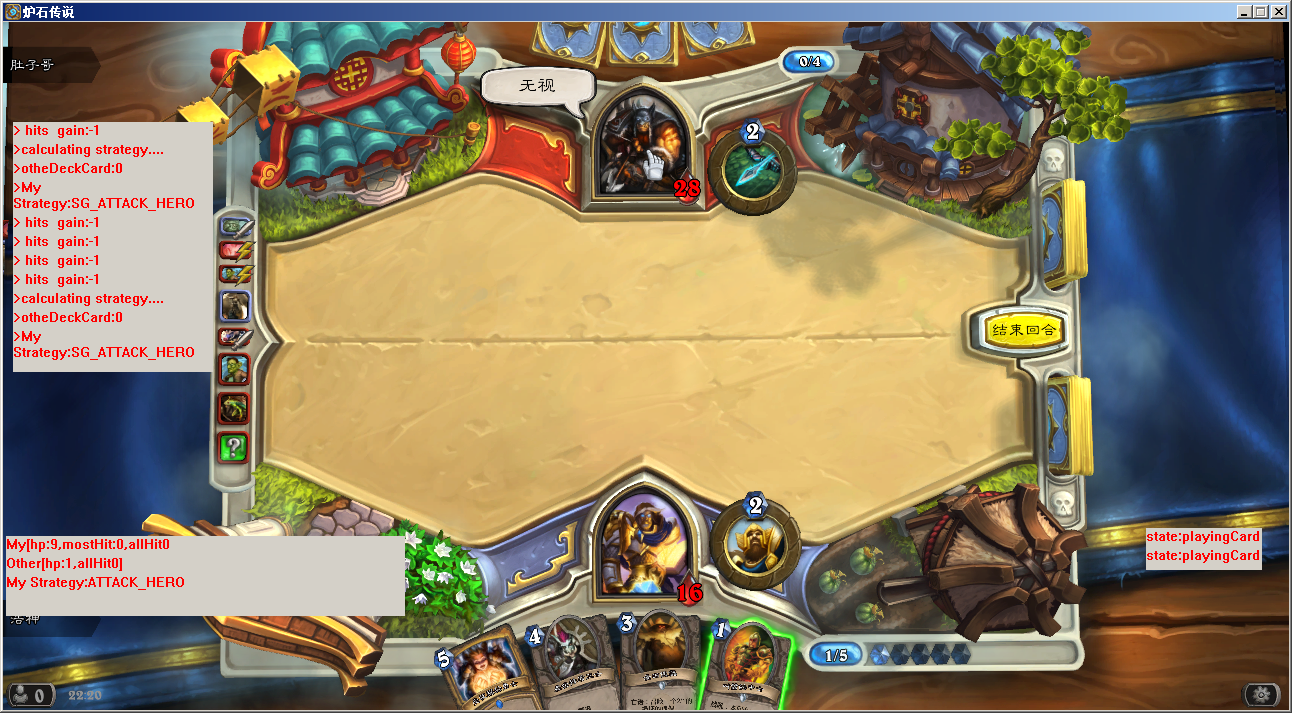 炉石传说
肚子哥
无视
0/4
> hits gain:-1
>calculating strategy....
>otheDeckCard:0
>My
Strategy:SG_ATTACK_HERO
> hits gain:-1
> hits gain:-1
> hits gain:-1
> hits gain:-1
>calculating strategy....
>otheDeckCard:0
>My
Strategy:SG_ATTACK_HERO
2
28
结束回合
?
My[hp:9,mostHit:0,allHit0
Other[hp:1,allHit0]
My Strategy:ATTACK_HERO
state:playingCard
state:playingCard
2
16
5
4
3
1
1/5
0
22:20